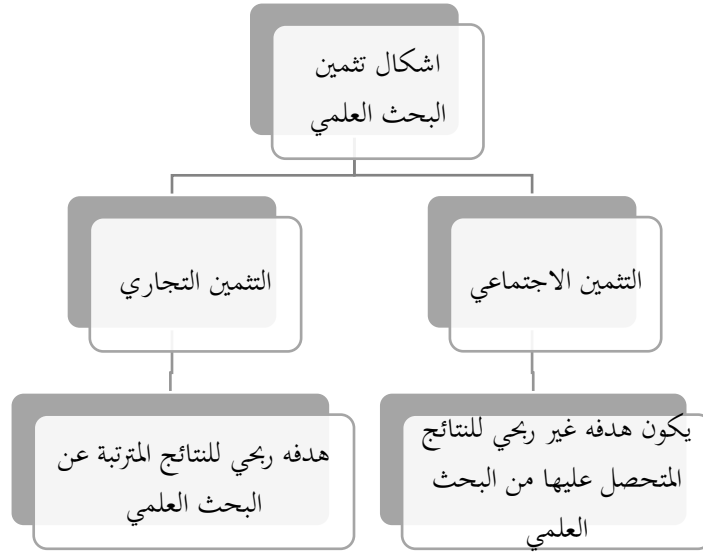 اشكال تثمين
البحث العلمي
التثمين الاجتماعي
التثمين التجاري
يكون هدفه غير ربحي للنتائج
المتحصل عليها من البحث
العلمي
هدفه ربحي للنتائج المترتبة عن
البحث العلمي